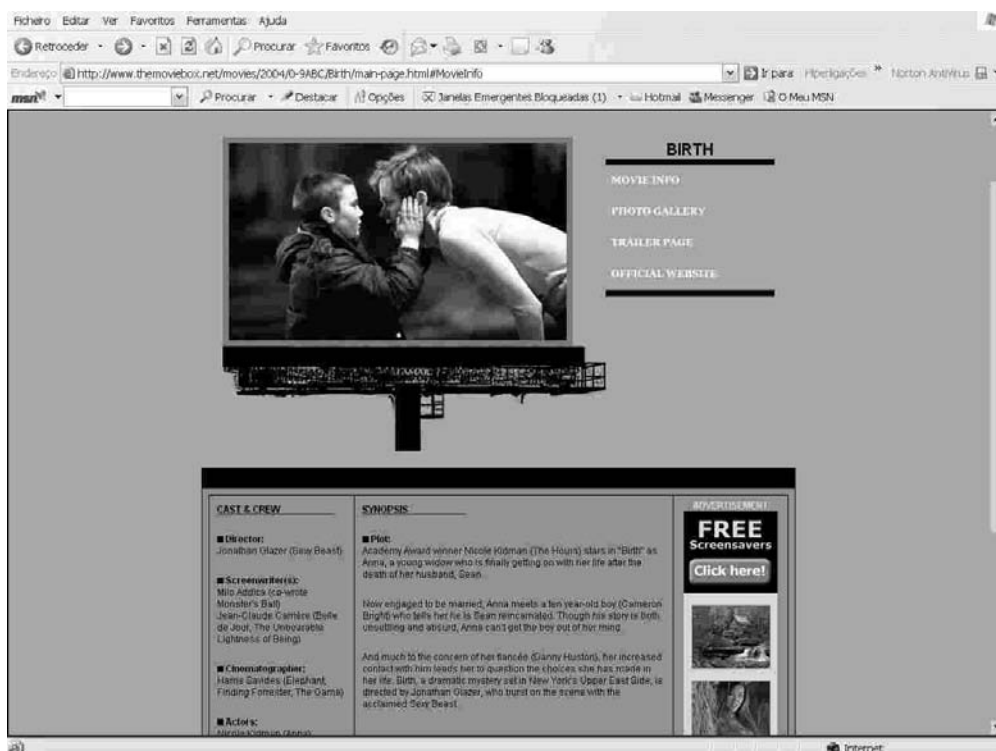 Ficheiro Editar Ver Favoritos Ferramentas Ajuda
Retroceder Procurar Favoritos
Endereço http://www.themoviebox.net/movies/2004/0-9ABC/Birth/main-page.html#MovieInfo Ir para Hiperligações » Norton AntiVirus
msn Procurar Destacar Opções Janelas Emergentes Bloqueadas (1) Hotmail Messenger O Meu MSN
BIRTH
MOVIE INFO
PHOTO GALLERY
TRAILER PAGE
OFFICIAL WEBSITE
CAST & CREW
Director:
Jonathan Glazer (Sexy Beast)
Screenwriter(s):
Milo Addica (co-wrote
Monster's Ball)
Jean-Claude Carrière (Belle
de Jour, The Unbearable
Lightness of Being)
Cinematographer:
Harris Savides (Elephant,
Finding Forrester, The Game)
Actors:
Nicole Kidman (Anna)
SYNOPSIS
Plot:
Academy Award winner Nicole Kidman (The Hours) stars in "Birth" as
Anna, a young widow who is finally getting on with her life after the
death of her husband, Sean.
Now engaged to be married, Anna meets a ten year-old boy (Cameron
Bright) who tells her he is Sean reincarnated. Though his story is both
unsettling and absurd, Anna can't get the boy out of her mind.
And much to the concern of her fiancée (Danny Huston), her increased
contact with him leads her to question the choices she has made in
her life. Birth, a dramatic mystery set in New York's Upper East Side, is
directed by Jonathan Glazer, who burst on the scene with the
acclaimed Sexy Beast.
ADVERTISEMENT
FREE
Screensavers
Click here!
Internet